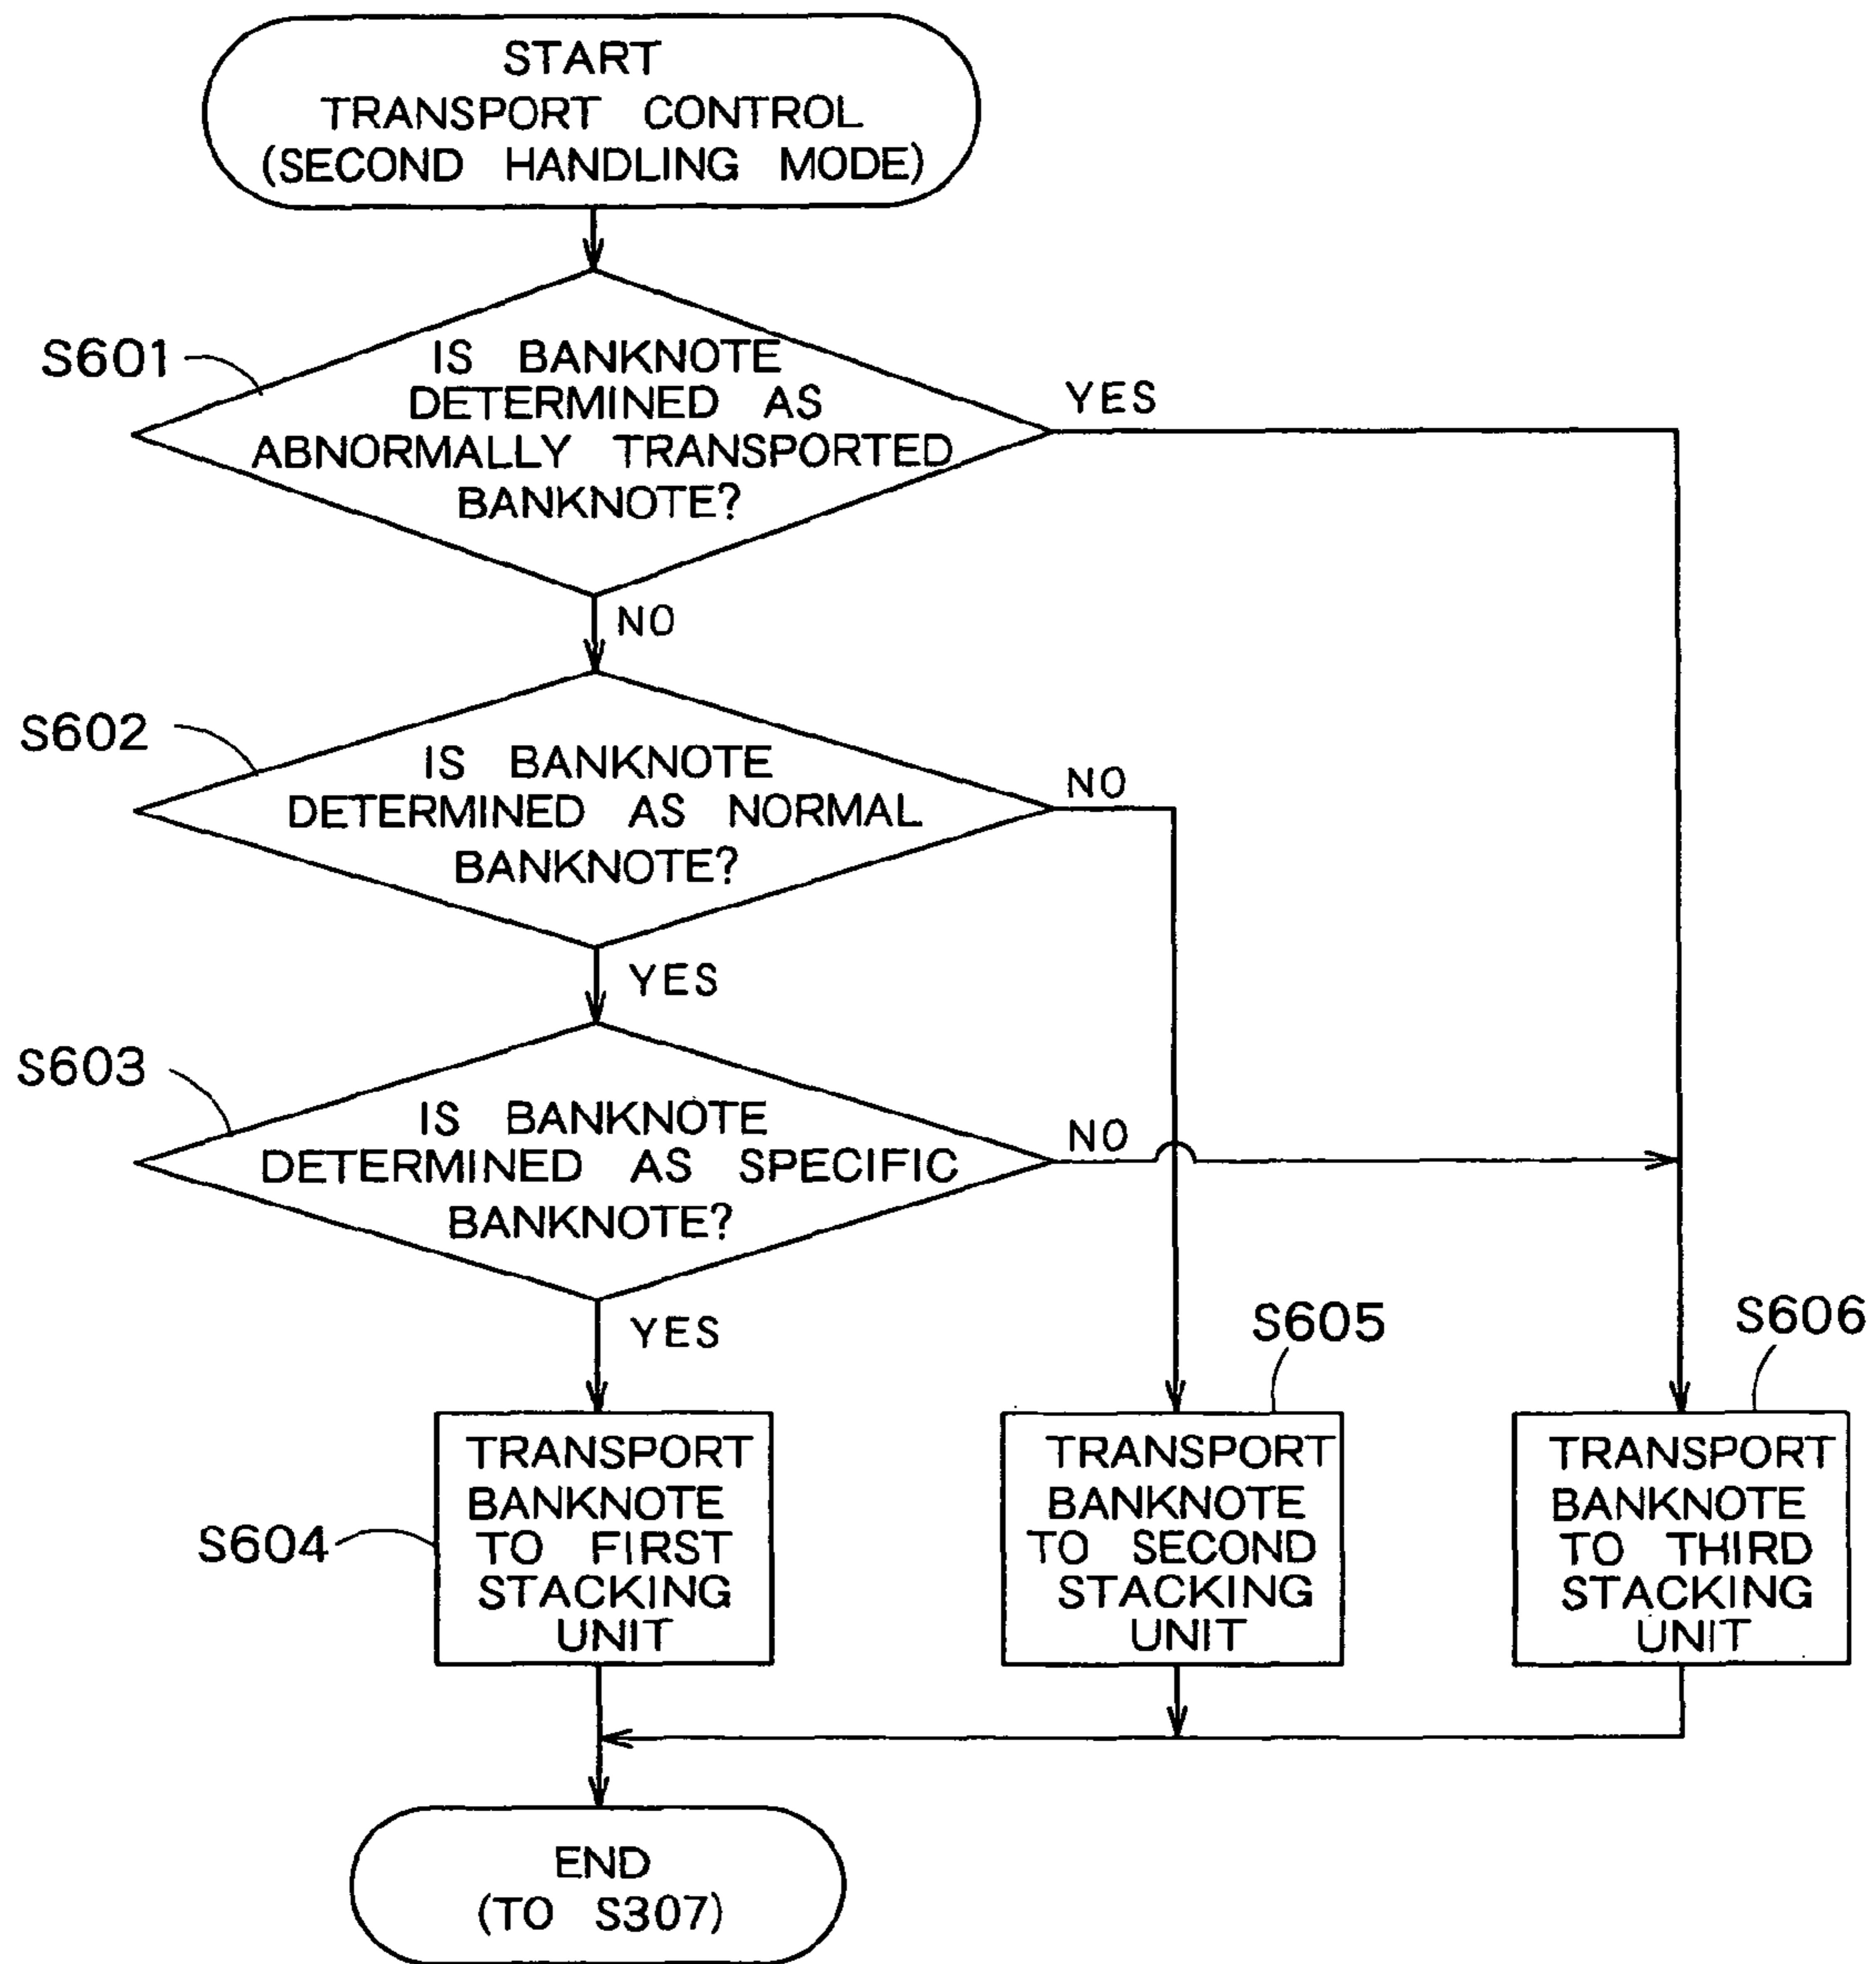 START
TRANSPORT CONTROL
(SECOND HANDLING MODE)
S601
IS BANKNOTE
DETERMINED AS
ABNORMALLY TRANSPORTED
BANKNOTE?
YES
NO
S602
IS BANKNOTE
DETERMINED AS NORMAL
BANKNOTE?
NO
YES
S603
IS BANKNOTE
DETERMINED AS SPECIFIC
BANKNOTE?
NO
YES
S604
TRANSPORT
BANKNOTE
TO FIRST
STACKING
UNIT
S605
TRANSPORT
BANKNOTE
TO SECOND
STACKING
UNIT
S606
TRANSPORT
BANKNOTE
TO THIRD
STACKING
UNIT
END
(TO S307)